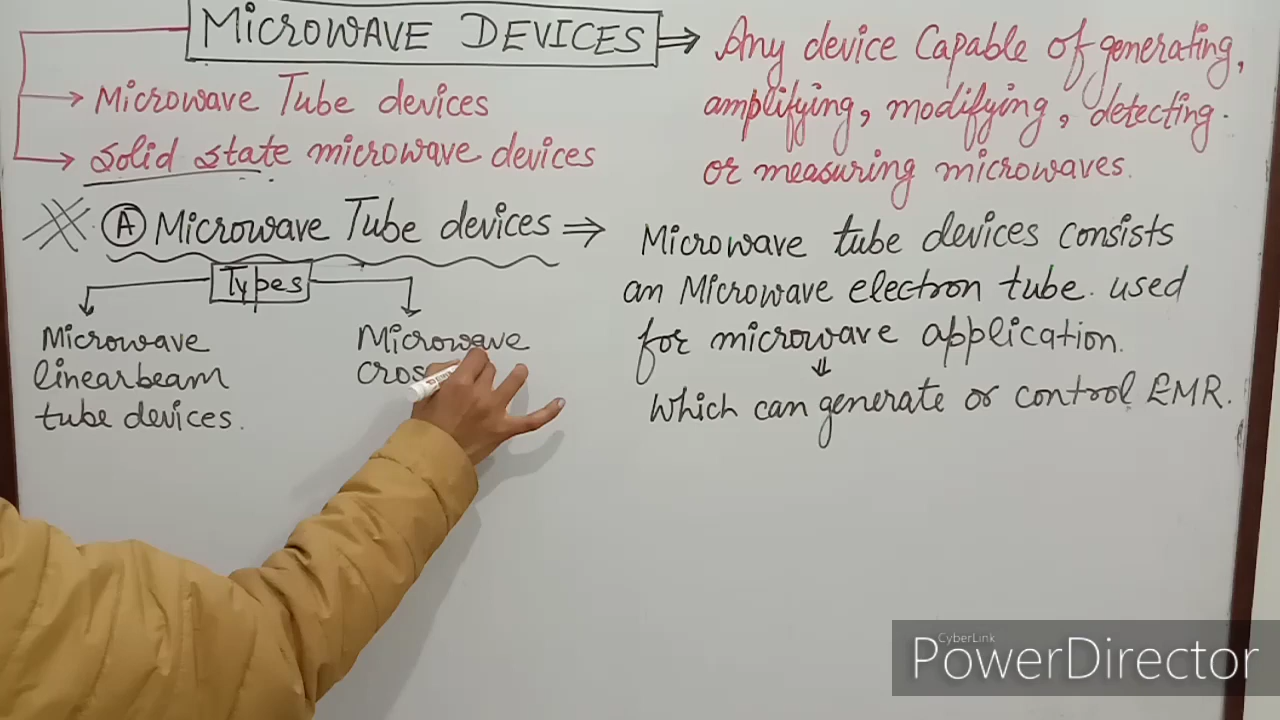 MICROWAVE DEVICES ⇒ Any device Capable of generating,
amplifying, modifying, detecting.
or measuring microwaves.
→ Microwave Tube devices
→ Solid state microwave devices
Ⓐ Microwave Tube devices ⇒ Microwave tube devices consists
an Microwave electron tube. used
for microwave application.
which can generate or control EMR.
Types
Microwave
linearbeam
tube devices.
Microwave
cros
CyberLink
PowerDirector